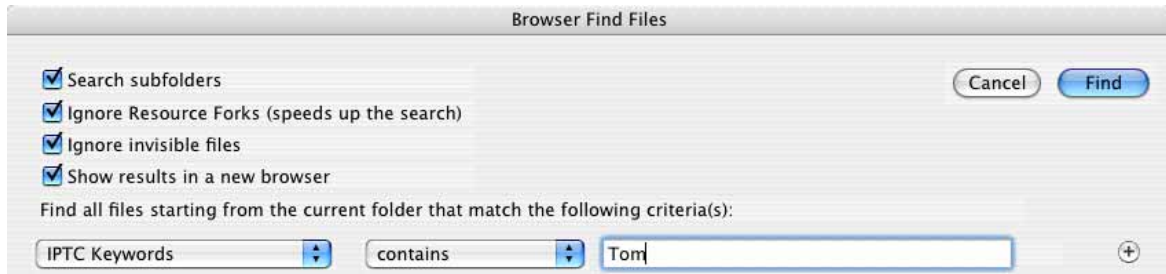 Browser Find Files
Search subfolders
Cancel
Find
Ignore Resource Forks (speeds up the search)
Ignore invisible files
Show results in a new browser
Find all files starting from the current folder that match the following criteria(s):
IPTC Keywords contains Tom